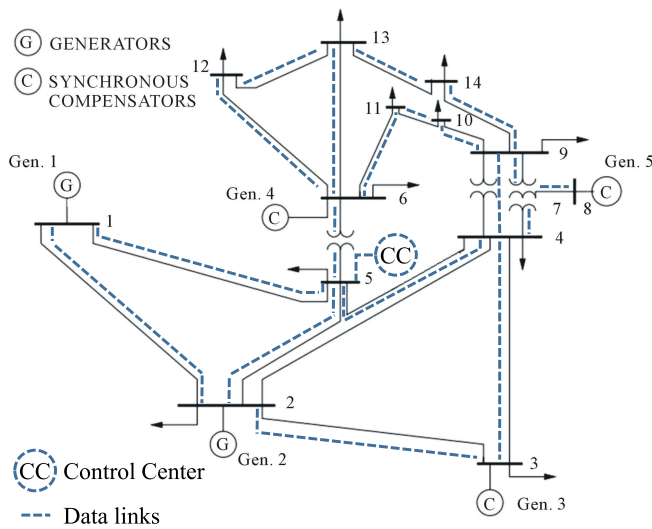 G GENERATORS
C SYNCHRONOUS
COMPENSATORS
13
12
14
11
10
9
Gen. 1
G
Gen. 4
C
6
Gen. 5
C
7
8
1
4
CC
5
2
G
Gen. 2
3
C
Gen. 3
CC Control Center
Data links